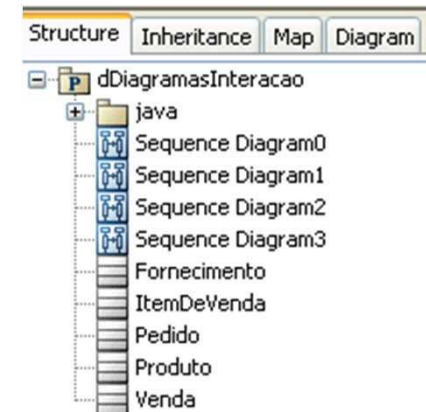 Structure Inheritance Map Diagram
P dDiagramasInteracao
java
Sequence Diagram0
Sequence Diagram1
Sequence Diagram2
Sequence Diagram3
Fornecimento
ItemDeVenda
Pedido
Produto
Venda